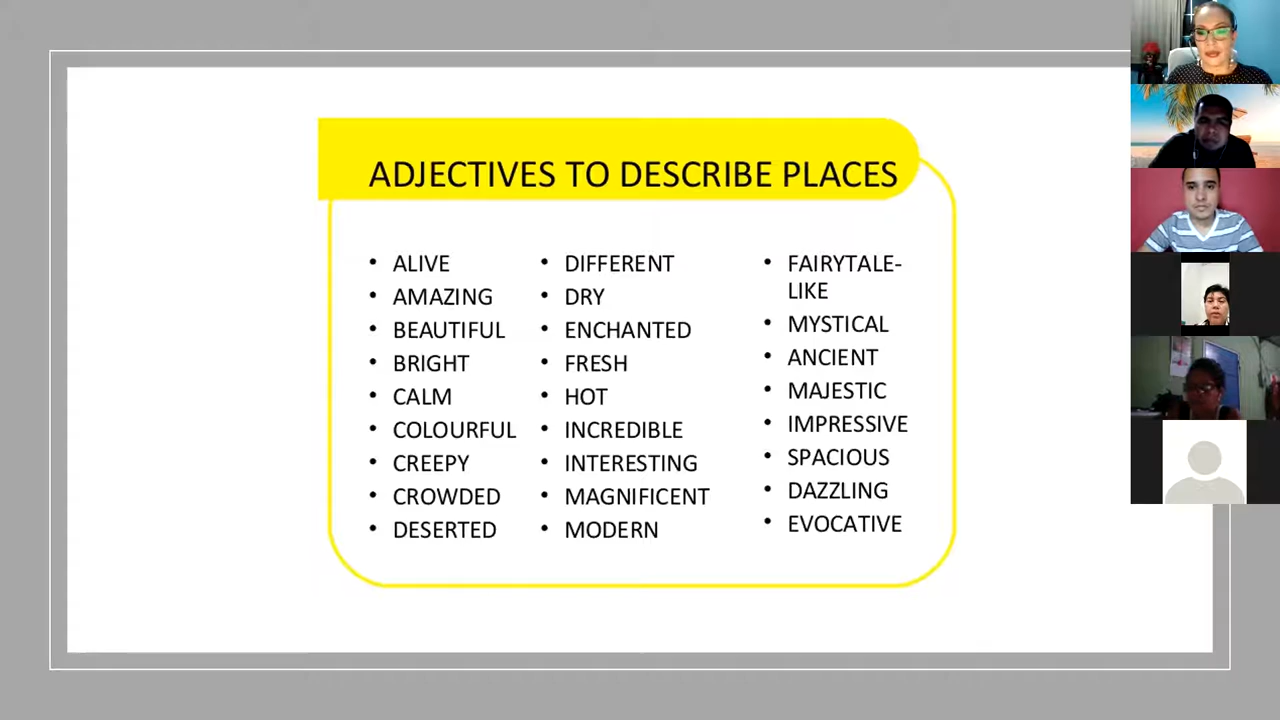 ADJECTIVES TO DESCRIBE PLACES
• ALIVE
• AMAZING
• BEAUTIFUL
• BRIGHT
• CALM
• COLOURFUL
• CREEPY
• CROWDED
• DESERTED
• DIFFERENT
• DRY
• ENCHANTED
• FRESH
• HOT
• INCREDIBLE
• INTERESTING
• MAGNIFICENT
• MODERN
• FAIRYTALE-
LIKE
• MYSTICAL
• ANCIENT
• MAJESTIC
• IMPRESSIVE
• SPACIOUS
• DAZZLING
• EVOCATIVE